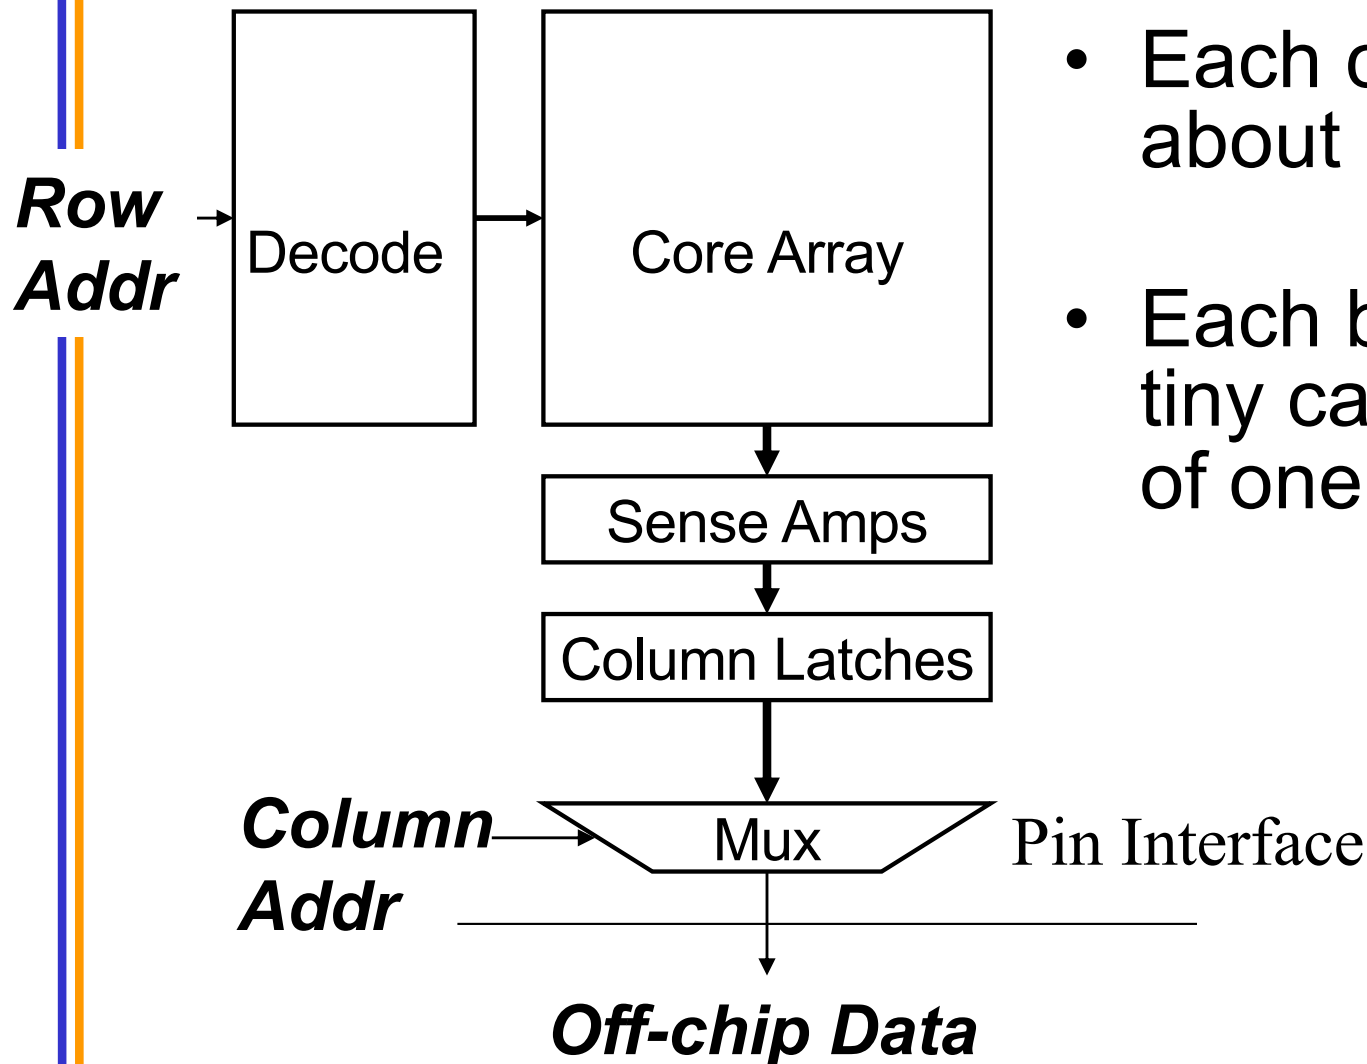 Row
Addr
Decode
Core Array
Sense Amps
Column Latches
Column
Addr
Mux
Pin Interface
Off-chip Data
• Each
about
• Each
tiny
of one